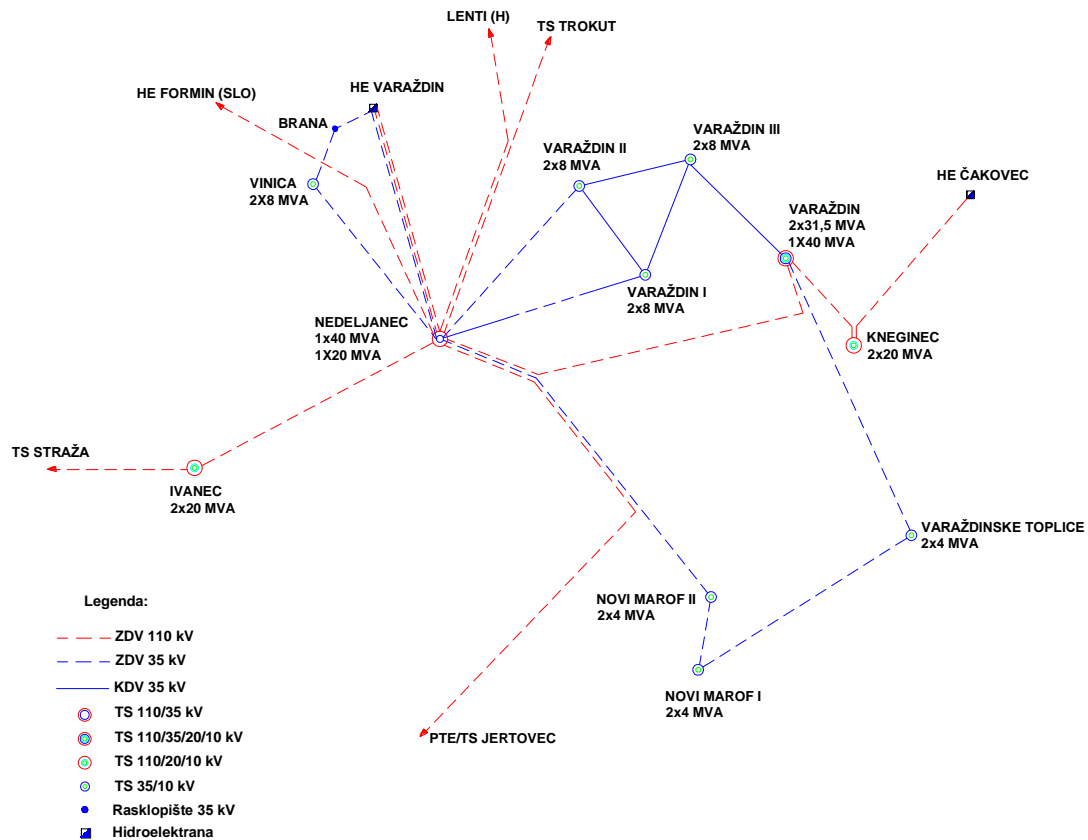 LENTI (H)
TS TROKUT
HE FORMIN (SLO)
HE VARAŽDIN
BRANA
VARAŽDIN III
2x8 MVA
VARAŽDIN II
2x8 MVA
VINICA
2X8 MVA
HE ČAKOVEC
VARAŽDIN
2x31,5 MVA
1X40 MVA
VARAŽDIN I
2x8 MVA
NEDELJANEC
1x40 MVA
1X20 MVA
KNEGINEC
2x20 MVA
TS STRAŽA
IVANEC
2x20 MVA
VARAŽDINSKE TOPLICE
2x4 MVA
NOVI MAROF II
2x4 MVA
NOVI MAROF I
2x4 MVA
PTE/TS JERTOVEC
Legenda:
ZDV 110 kV
ZDV 35 kV
KDV 35 kV
TS 110/35 kV
TS 110/35/20/10 kV
TS 110/20/10 kV
TS 35/10 kV
Rasklopište 35 kV
Hidroelektrana